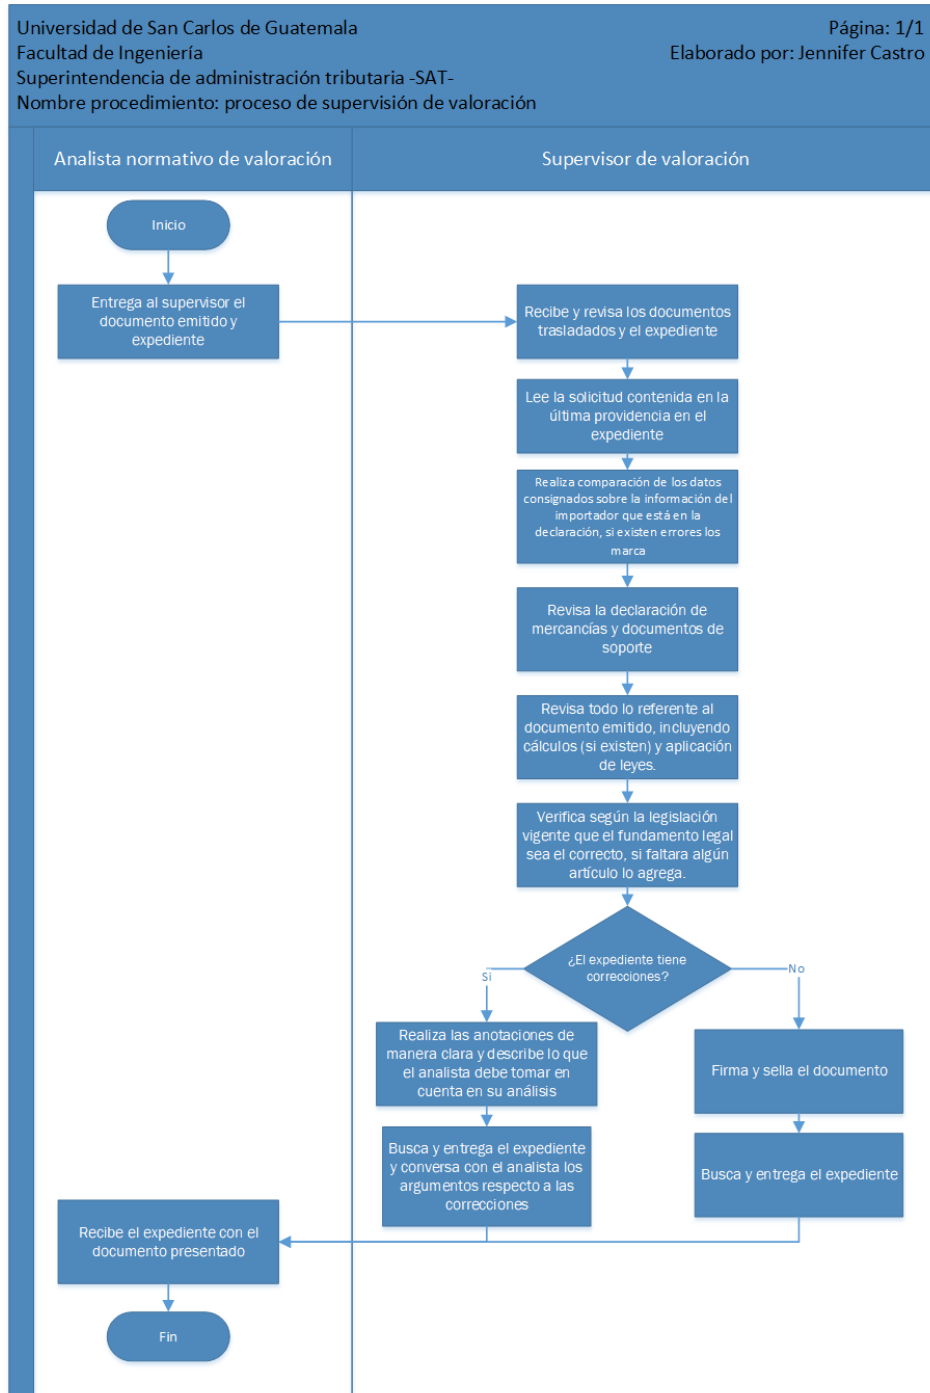 Universidad de San Carlos de Guatemala
Página: 1/1
Facultad de Ingeniería
Elaborado por: Jennifer Castro
Superintendencia de administración tributaria -SAT-
Nombre procedimiento: proceso de supervisión de valoración
Analista normativo de valoración
Supervisor de valoración
Inicio
Entrega al supervisor el
documento emitido y
expediente
Recibe y revisa los documentos
trasladados y el expediente
Lee la solicitud contenida en la
última providencia en el
expediente
Realiza comparación de los datos
consignados sobre la información del
importador que está en la
declaración, si existen errores los
marca
Revisa la declaración de
mercancías y documentos de
soporte
Revisa todo lo referente al
documento emitido, incluyendo
cálculos (si existen) y aplicación
de leyes.
Verifica según la legislación
vigente que el fundamento legal
sea el correcto, si faltara algún
artículo lo agrega.
¿El expediente tiene
correcciones?
Si
No
Realiza las anotaciones de
manera clara y describe lo que
el analista debe tomar en
cuenta en su análisis
Firma y sella el documento
Busca y entrega el expediente
y conversa con el analista los
argumentos respecto a las
correcciones
Busca y entrega el expediente
Recibe el expediente con el
documento presentado
Fin